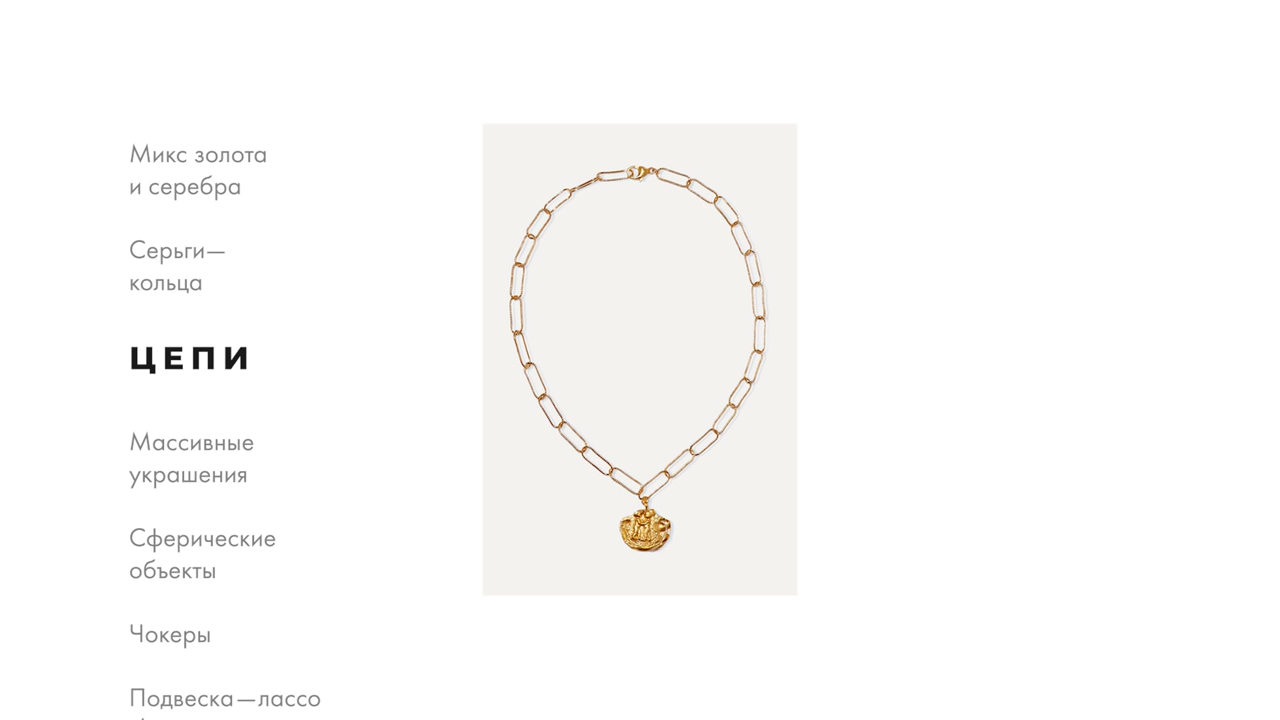 Микс золота
и серебра
Серьги—
кольца
ЦЕПИ
Массивные
украшения
Сферические
объекты
Чокеры
Подвеска—лассо